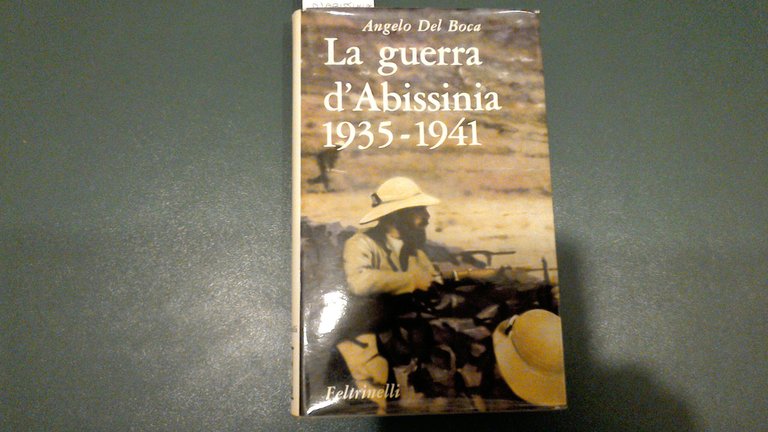 Angelo Del Boca
La guerra
d'Abissinia
1935-1941
Feltrinelli